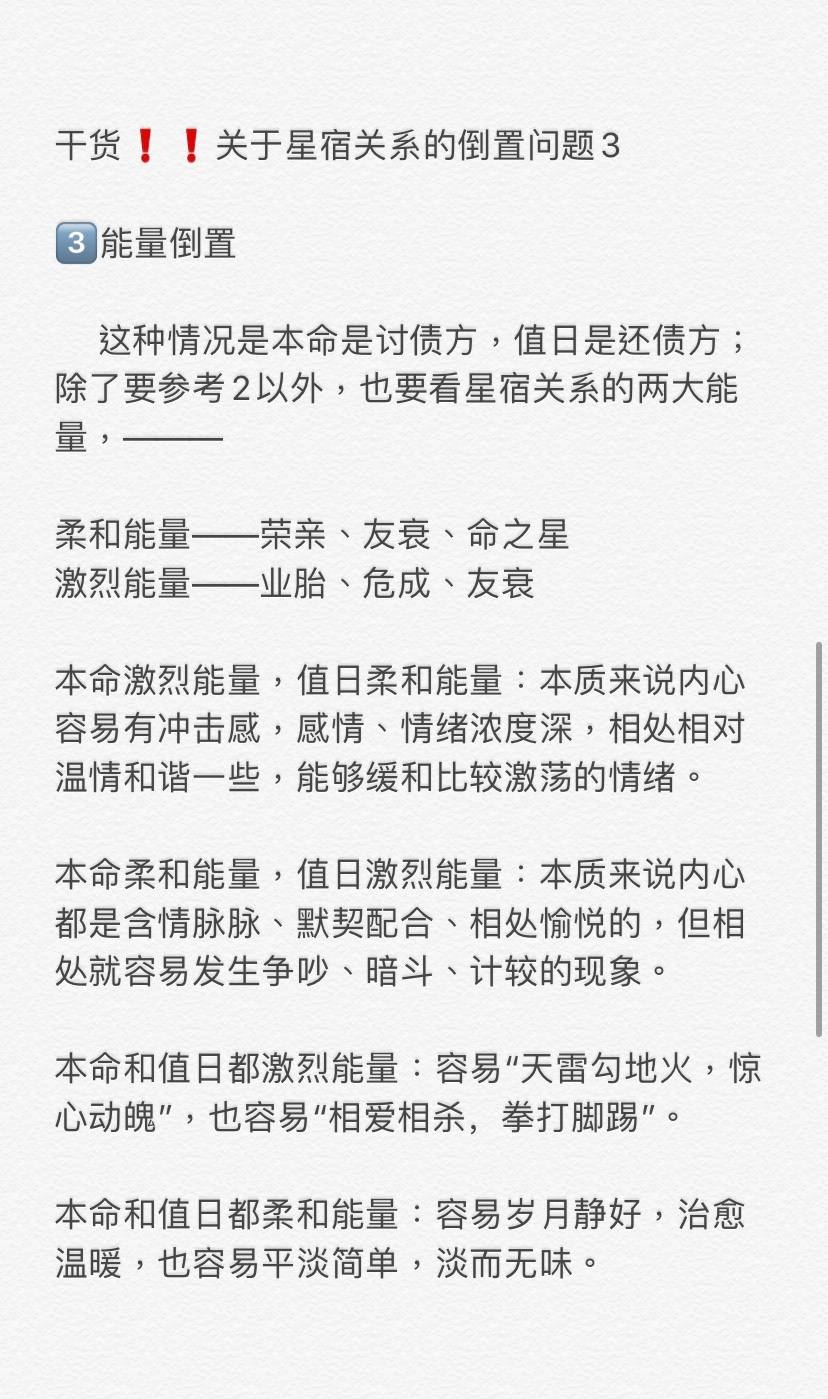 干货❗❗关于星宿关系的倒置问题3
3️⃣能量倒置
这种情况是本命是讨债方，值日是还债方；
除了要参考2以外，也要看星宿关系的两大能
量，———
柔和能量——荣亲、友衰、命之星
激烈能量——业胎、危成、友衰
本命激烈能量，值日柔和能量：本质来说内心
容易有冲击感，感情、情绪浓度深，相处相对
温情和谐一些，能够缓和比较激荡的情绪。
本命柔和能量，值日激烈能量：本质来说内心
都是含情脉脉、默契配合、相处愉悦的，但相
处就容易发生争吵、暗斗、计较的现象。
本命和值日都激烈能量：容易“天雷勾地火，惊
心动魄”，也容易“相爱相杀，拳打脚踢”。
本命和值日都柔和能量：容易岁月静好，治愈
温暖，也容易平淡简单，淡而无味。